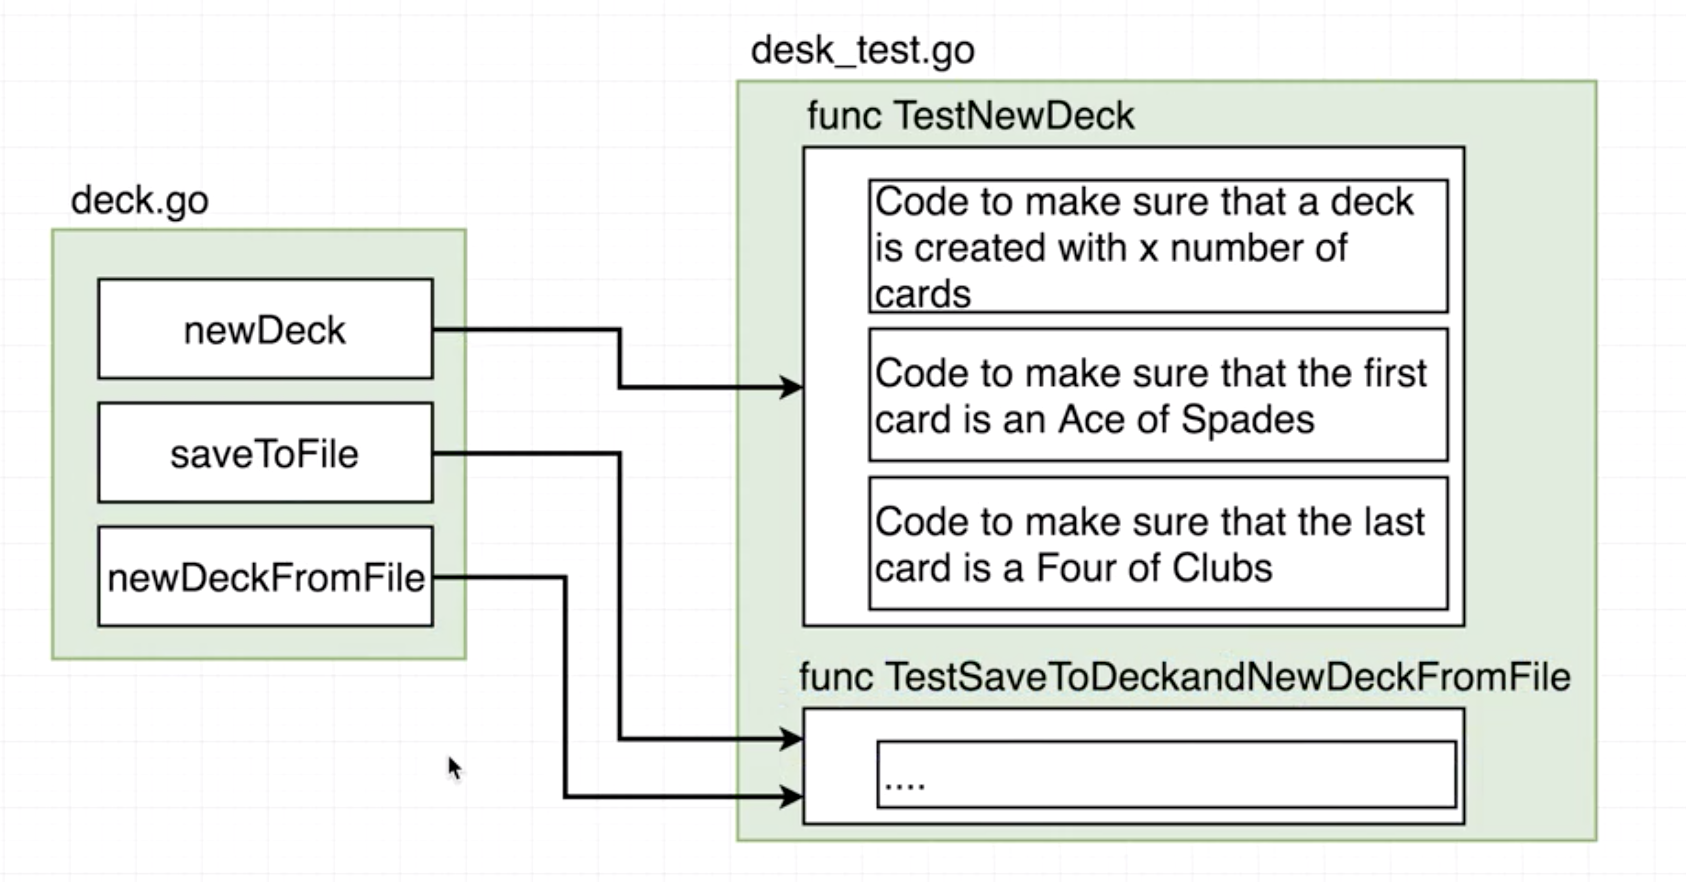 deck.go
newDeck
saveToFile
newDeckFromFile
desk_test.go
func TestNewDeck
Code to make sure that a deck
is created with x number of
cards
Code to make sure that the first
card is an Ace of Spades
Code to make sure that the last
card is a Four of Clubs
func TestSaveToDeckandNewDeckFromFile
....